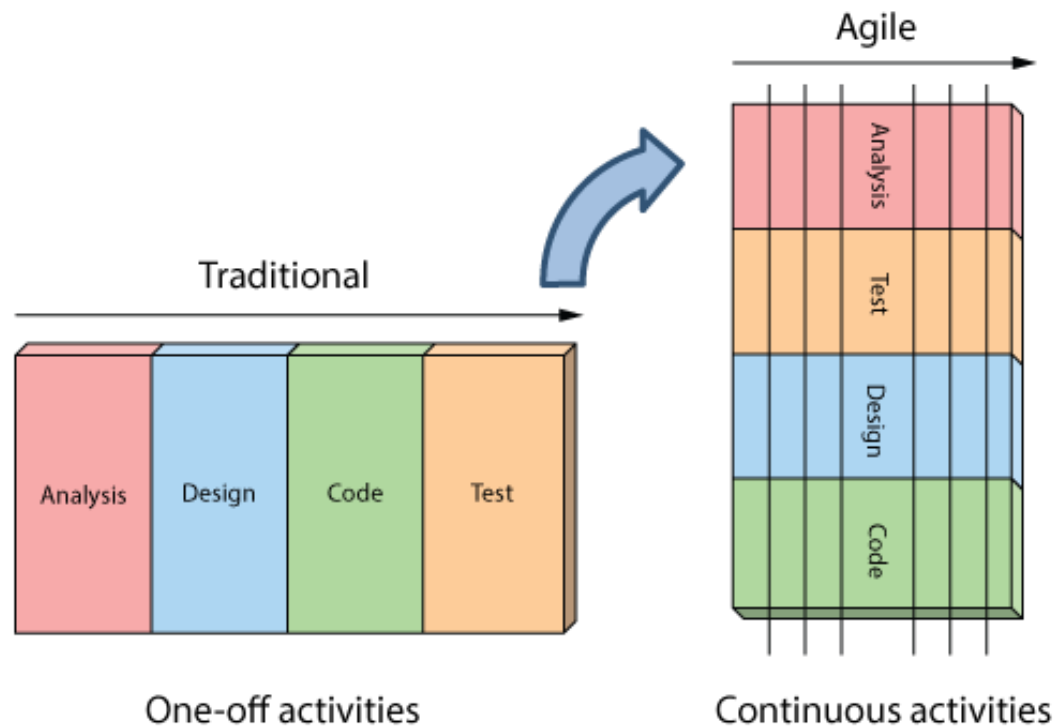 Traditional
Analysis
Design
Code
Test
One-off activities
Agile
Analysis
Test
Design
Code
Continuous activities